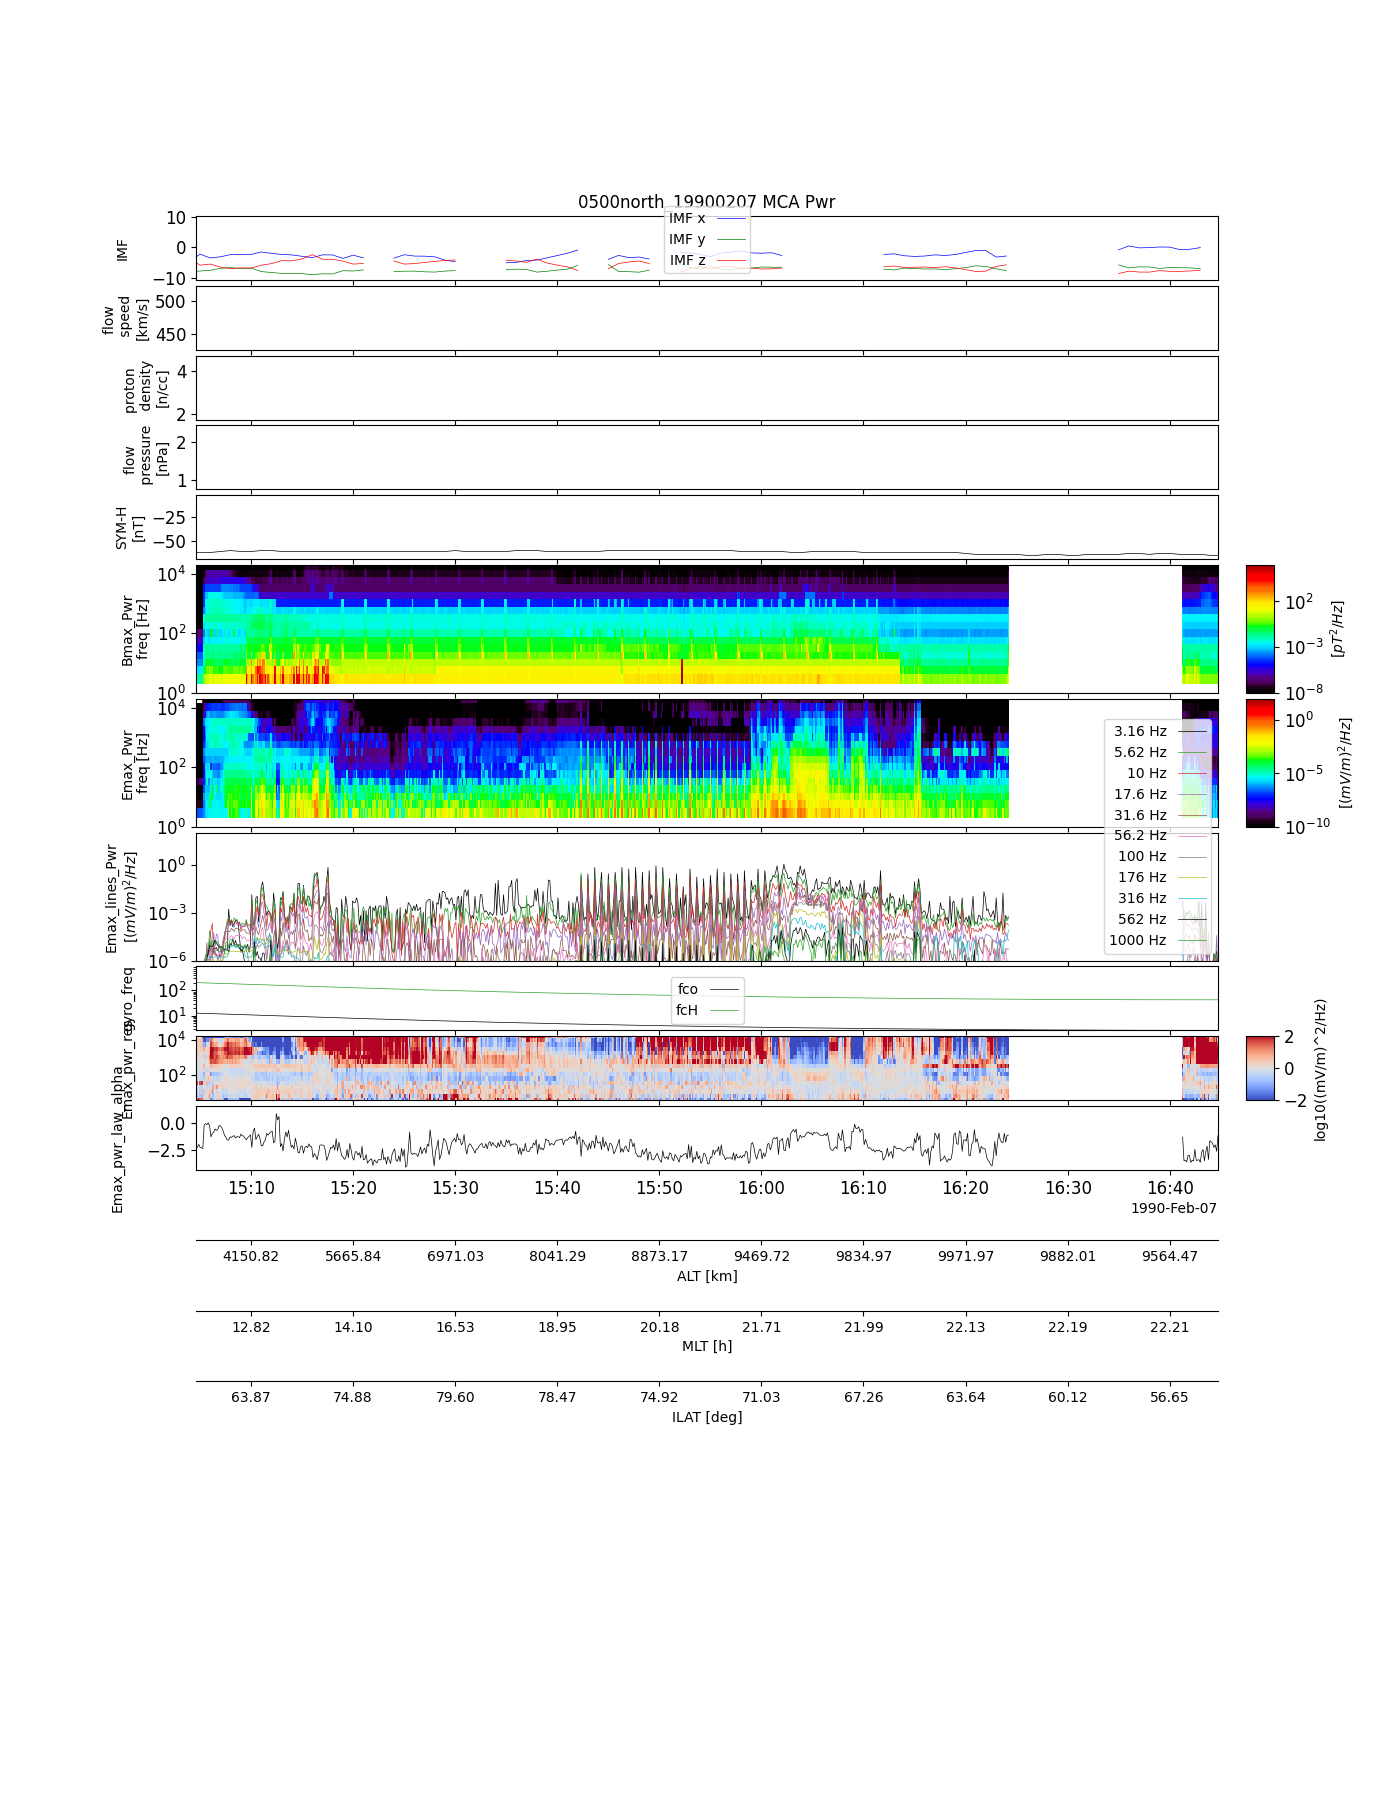 0500north_19900207 MCA Pwr
IMF
10
0
−10
IMF x
IMF y
IMF z
flow
speed
[km/s]
500
450
proton
density
[n/cc]
4
2
flow
pressure
[nPa]
2
1
SYM-H
[nT]
−25
−50
Bmax_Pwr
freq [Hz]
10^4
10^2
10^0
10^2
10^−3
10^−8
[pT^2/Hz]
Emax_Pwr
freq [Hz]
10^4
10^2
10^0
10^0
10^−5
10^−10
[(mV/m)^2/Hz]
3.16 Hz
5.62 Hz
10 Hz
17.6 Hz
31.6 Hz
56.2 Hz
100 Hz
176 Hz
316 Hz
562 Hz
1000 Hz
Emax_lines_Pwr
[(mV/m)^2/Hz]
10^0
10^−3
10^−6
gyro_freq
10^2
10^1
fco
fcH
Emax_pwr_reg
10^4
10^2
2
0
−2
log10((mV/m)^2/Hz)
Emax_pwr_law_alpha
0.0
−2.5
15:10 15:20 15:30 15:40 15:50 16:00 16:10 16:20 16:30 16:40
1990-Feb-07
4150.82 5665.84 6971.03 8041.29 8873.17 9469.72 9834.97 9971.97 9882.01 9564.47
ALT [km]
12.82 14.10 16.53 18.95 20.18 21.71 21.99 22.13 22.19 22.21
MLT [h]
63.87 74.88 79.60 78.47 74.92 71.03 67.26 63.64 60.12 56.65
ILAT [deg]